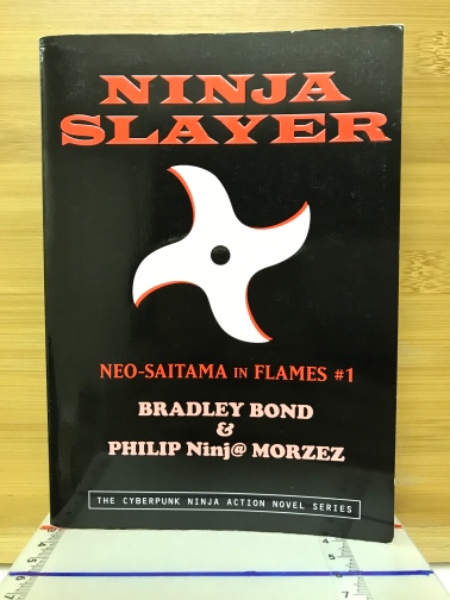 NINJA
SLAYER
NEO-SAITAMA IN FLAMES #1
BRADLEY BOND
&
PHILIP Ninj@ MORZEZ
THE CYBERPUNK NINJA ACTION NOVEL SERIES